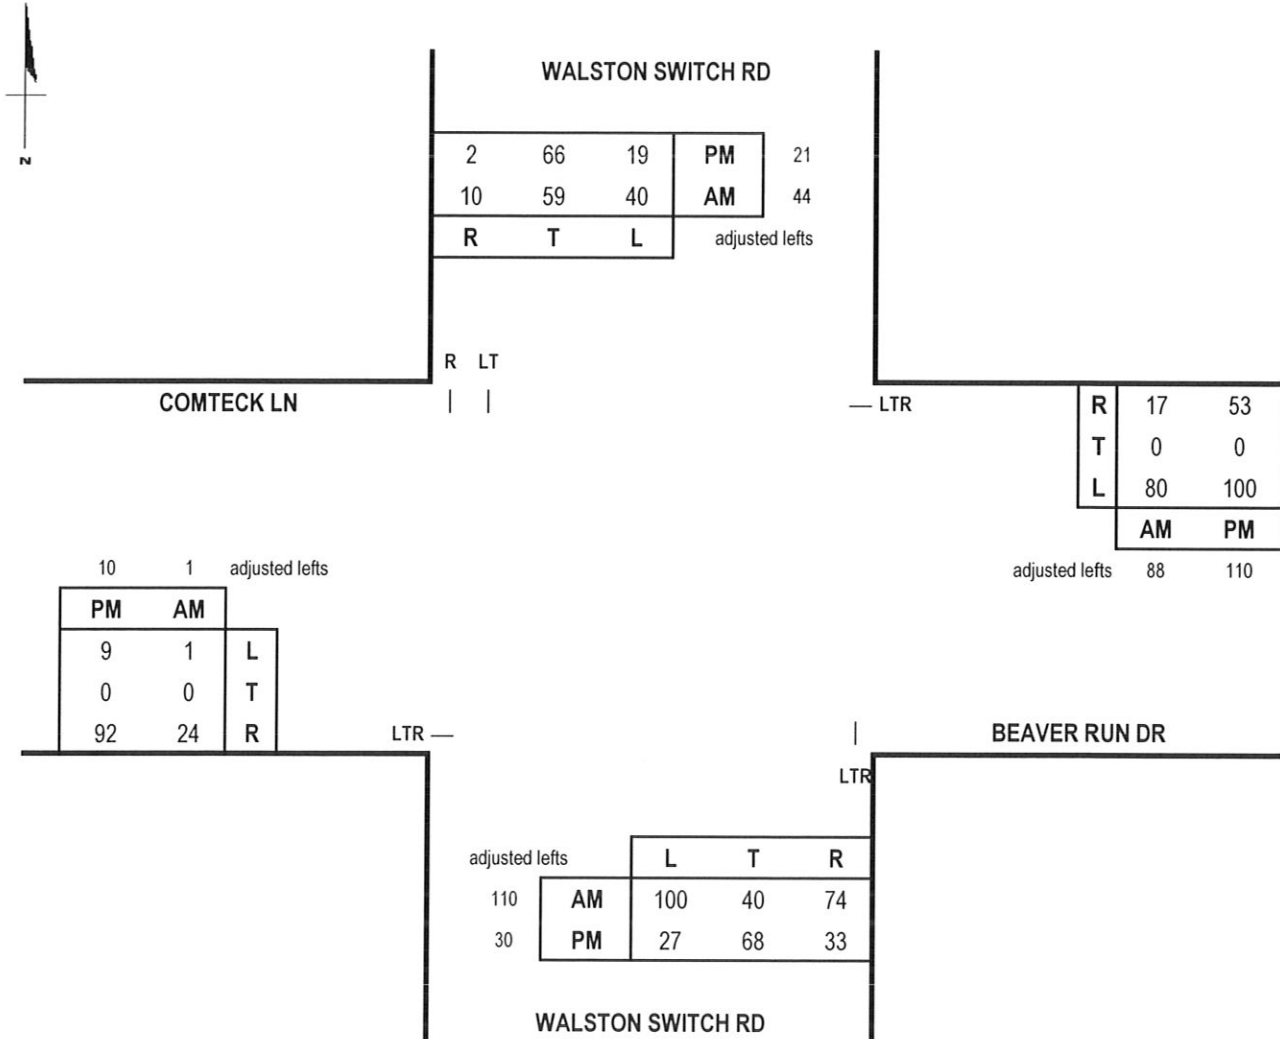 WALSTON SWITCH RD
2 66 19 PM 21
10 59 40 AM 44
R T L adjusted lefts
N
R LT
COMTECK LN
LTR
R 17 53
T 0 0
L 80 100
AM PM
adjusted lefts 88 110
10 1 adjusted lefts
PM AM
9 1 L
0 0 T
92 24 R
LTR
BEAVER RUN DR
LTR
adjusted lefts L T R
110 AM 100 40 74
30 PM 27 68 33
WALSTON SWITCH RD